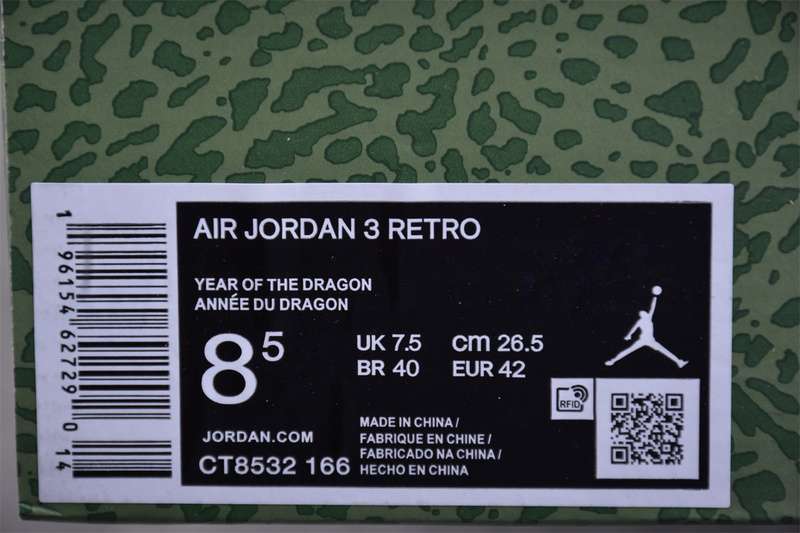 AIR JORDAN 3 RETRO
YEAR OF THE DRAGON
ANNÉE DU DRAGON
8 5
UK 7.5 cm 26.5
BR 40 EUR 42
RFID
JORDAN.COM
CT8532 166
MADE IN CHINA /
FABRIQUE EN CHINE /
FABRICADO NA CHINA /
HECHO EN CHINA
1 96154 62729 0 14